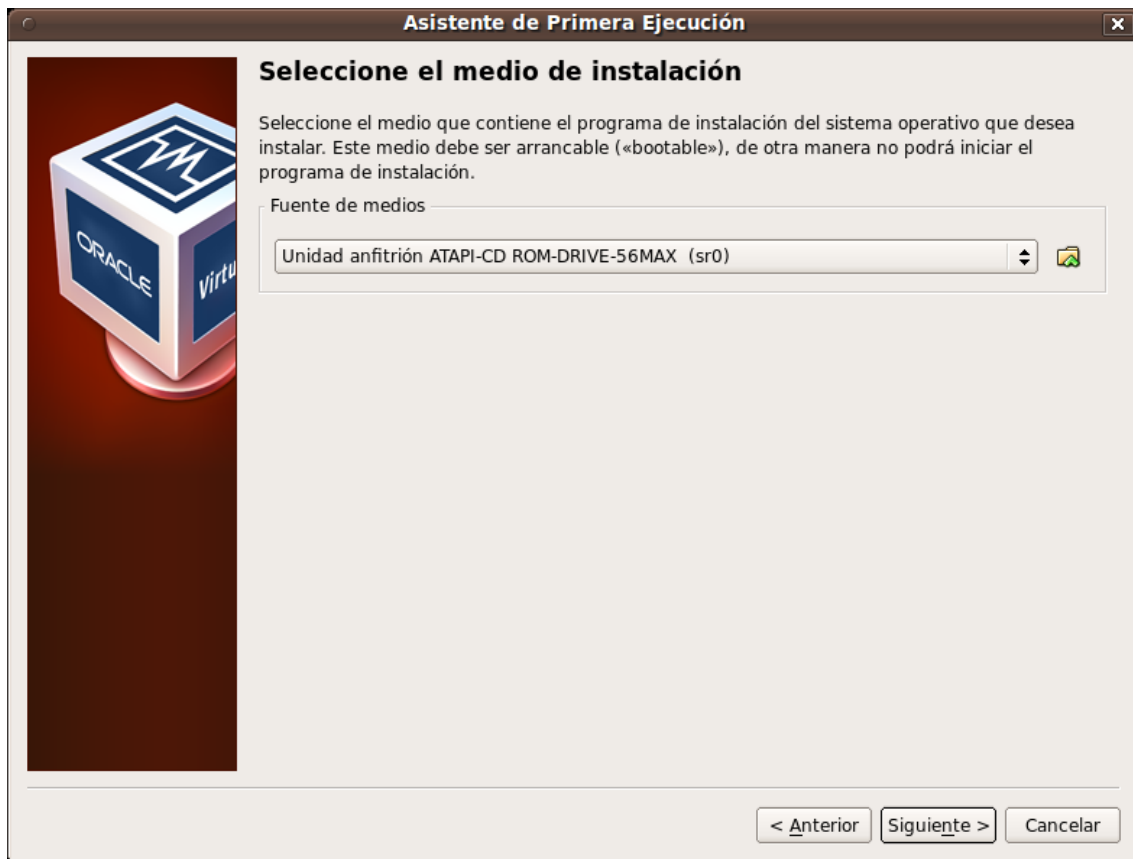 Asistente de Primera Ejecución
Seleccione el medio de instalación
Seleccione el medio que contiene el programa de instalación del sistema operativo que desea
instalar. Este medio debe ser arrancable («bootable»), de otra manera no podrá iniciar el
programa de instalación.
Fuente de medios
Unidad anfitrión ATAPI-CD ROM-DRIVE-56MAX (sr0)
ORACLE
Virtu
< Anterior
Siguiente >
Cancelar